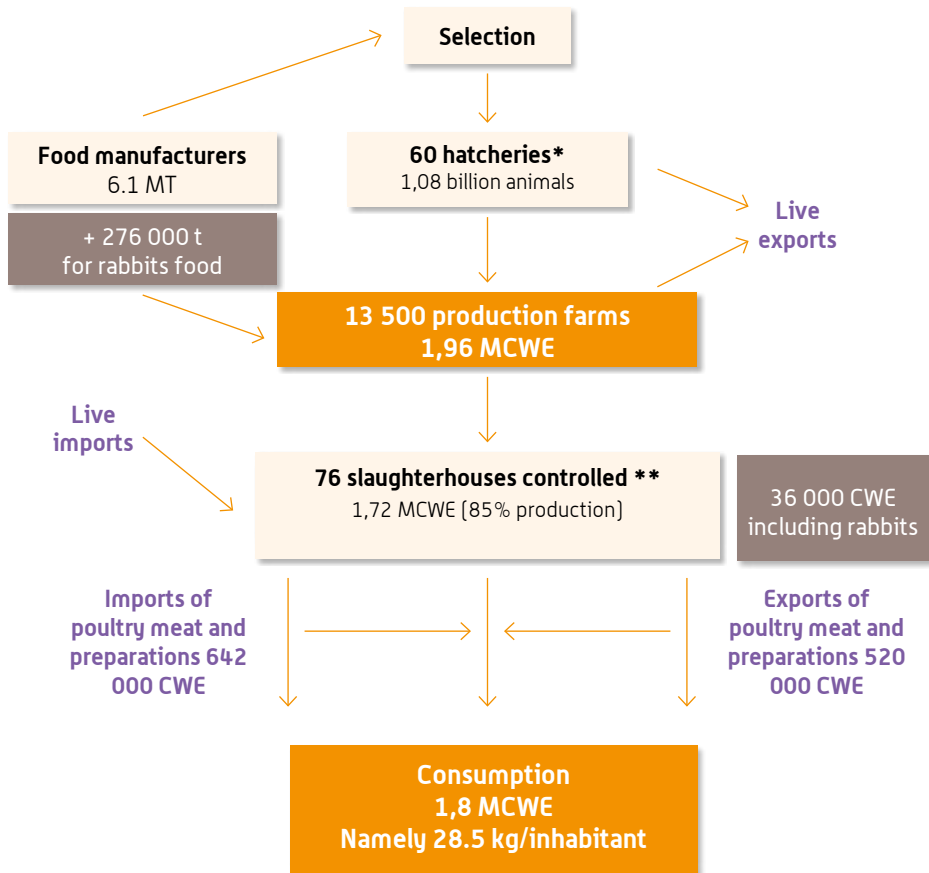 Selection
Food manufacturers
6.1 MT
+ 276 000 t
for rabbits food
60 hatcheries*
1,08 billion animals
Live
exports
13 500 production farms
1,96 MCWE
Live
imports
76 slaughterhouses controlled **
1,72 MCWE (85% production)
36 000 CWE
including rabbits
Imports of
poultry meat and
preparations 642
000 CWE
Exports of
poultry meat and
preparations 520
000 CWE
Consumption
1,8 MCWE
Namely 28.5 kg/inhabitant